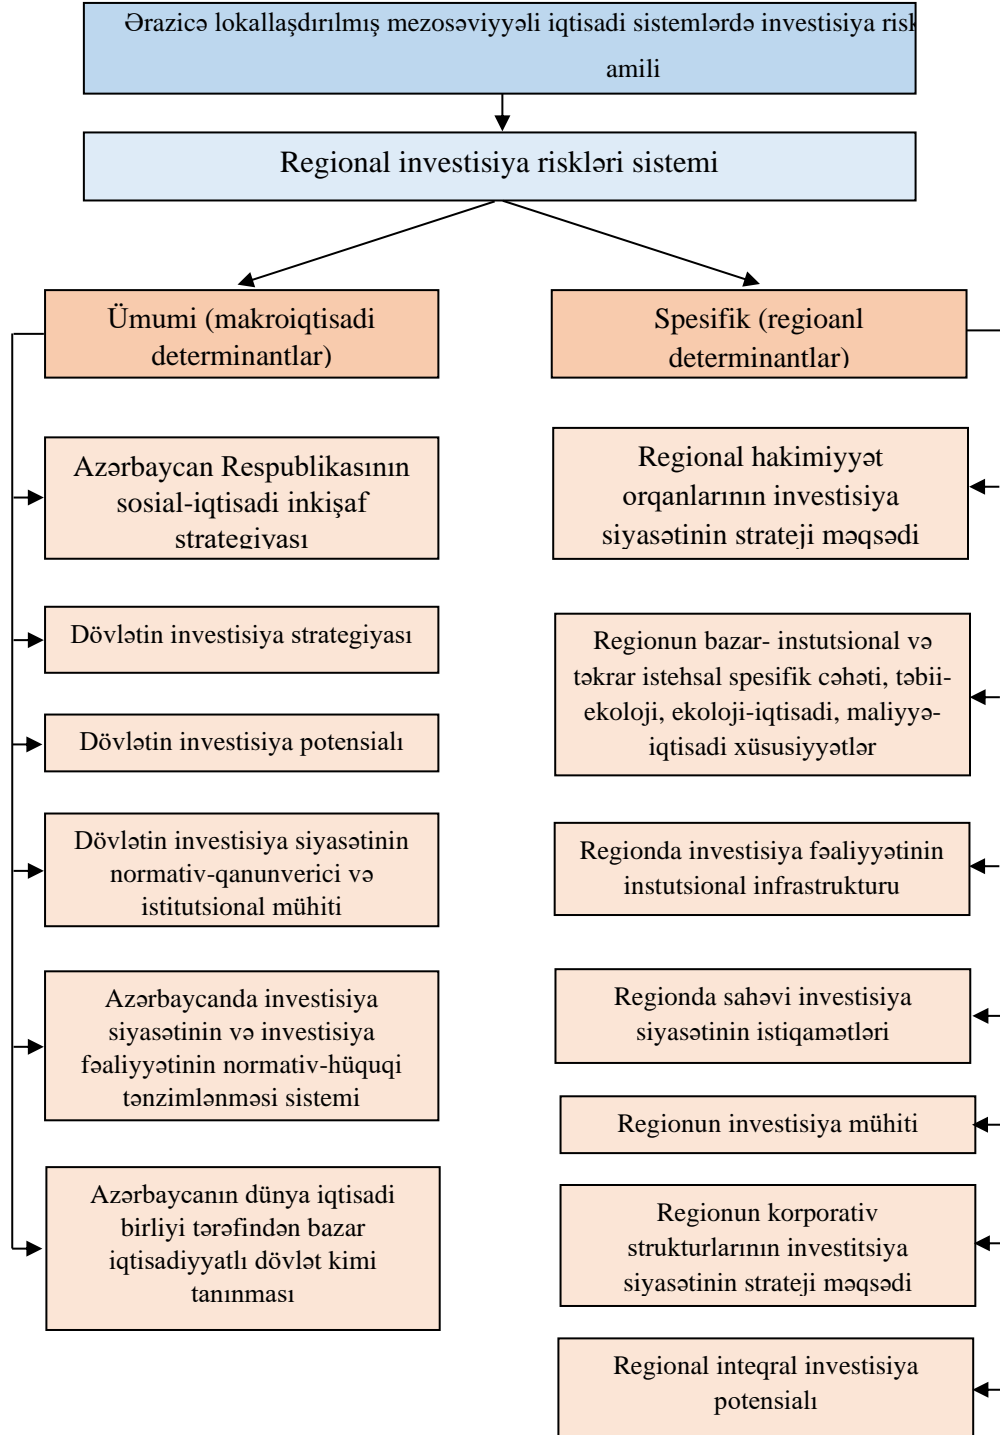 Ərazicə lokallaşdırılmış mezosəviyyəli iqtisadi sistemlərdə investisiya risk
amili
Regional investisiya riskləri sistemi
Ümumi (makroiqtisadi
determinantlar)
Azərbaycan Respublikasının
sosial-iqtisadi inkişaf
strategiyası
Dövlətin investisiya strategiyası
Dövlətin investisiya potensialı
Dövlətin investisiya siyasətinin
normativ-qanunverici və
istitutsional mühiti
Azərbaycanda investisiya
siyasətinin və investisiya
fəaliyyətinin normativ-hüquqi
tənzimlənməsi sistemi
Azərbaycanın dünya iqtisadi
birliyi tərəfindən bazar
iqtisadiyyatlı dövlət kimi
tanınması
Spesifik (regioanl
determinantlar)
Regional hakimiyyət
orqanlarının investisiya
siyasətinin strateji məqsədi
Regionun bazar- instutsional və
təkrar istehsal spesifik cəhəti, təbii-
ekoloji, ekoloji-iqtisadi, maliyyə-
iqtisadi xüsusiyyətlər
Regionda investisiya fəaliyyətinin
instutsional infrastrukturu
Regionda sahəvi investisiya
siyasətinin istiqamətləri
Regionun investisiya mühiti
Regionun korporativ
strukturlarının investitsiya
siyasətinin strateji məqsədi
Regional inteqral investisiya
potensialı